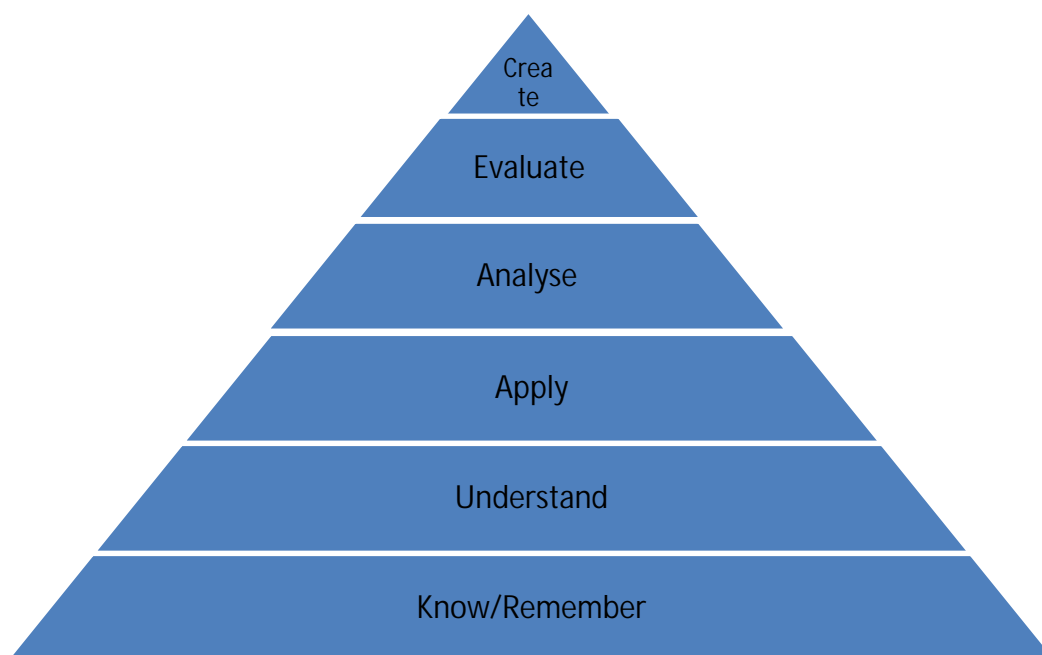 Crea
te
Evaluate
Analyse
Apply
Understand
Know/Remember